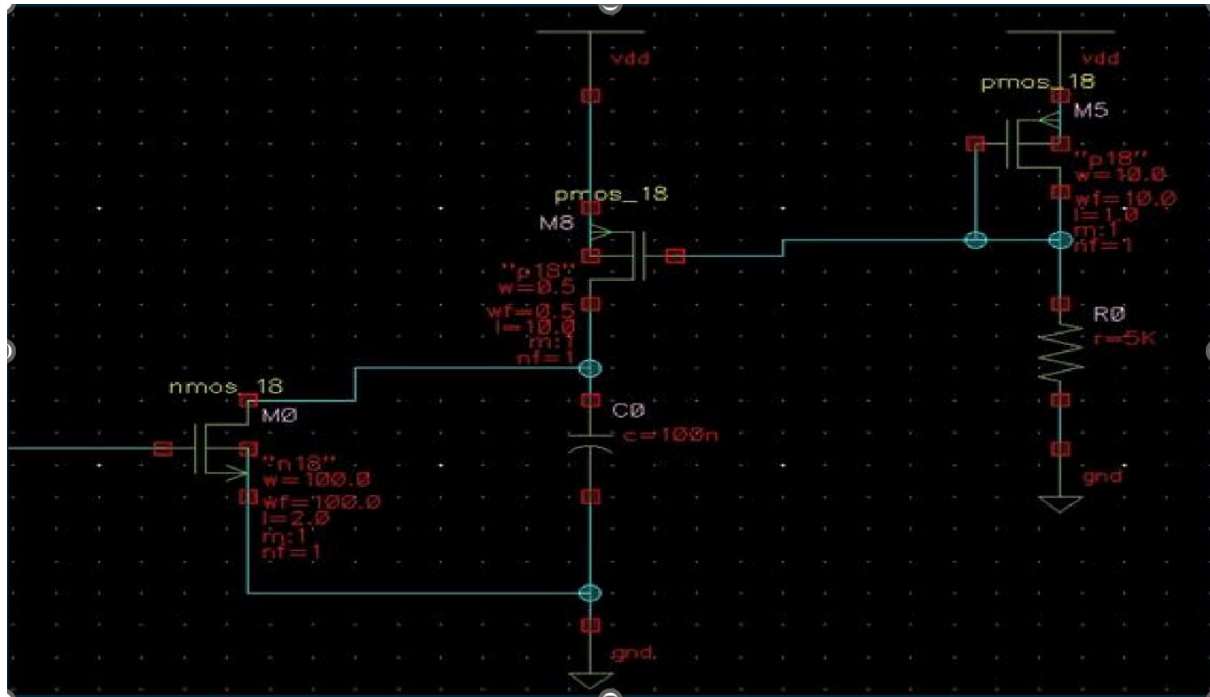 vdd
vdd
pmos_18
M5
"p18"
w=10.0
wf=10.0
l=1.0
m:1
nf=1
pmos_18
M8
"p18"
w=0.5
wf=0.5
l=10.0
m:1
nf=1
R0
r=5K
nmos_18
M0
"n18"
w=100.0
wf=100.0
l=2.0
m:1
nf=1
C0
c=100n
gnd
gnd